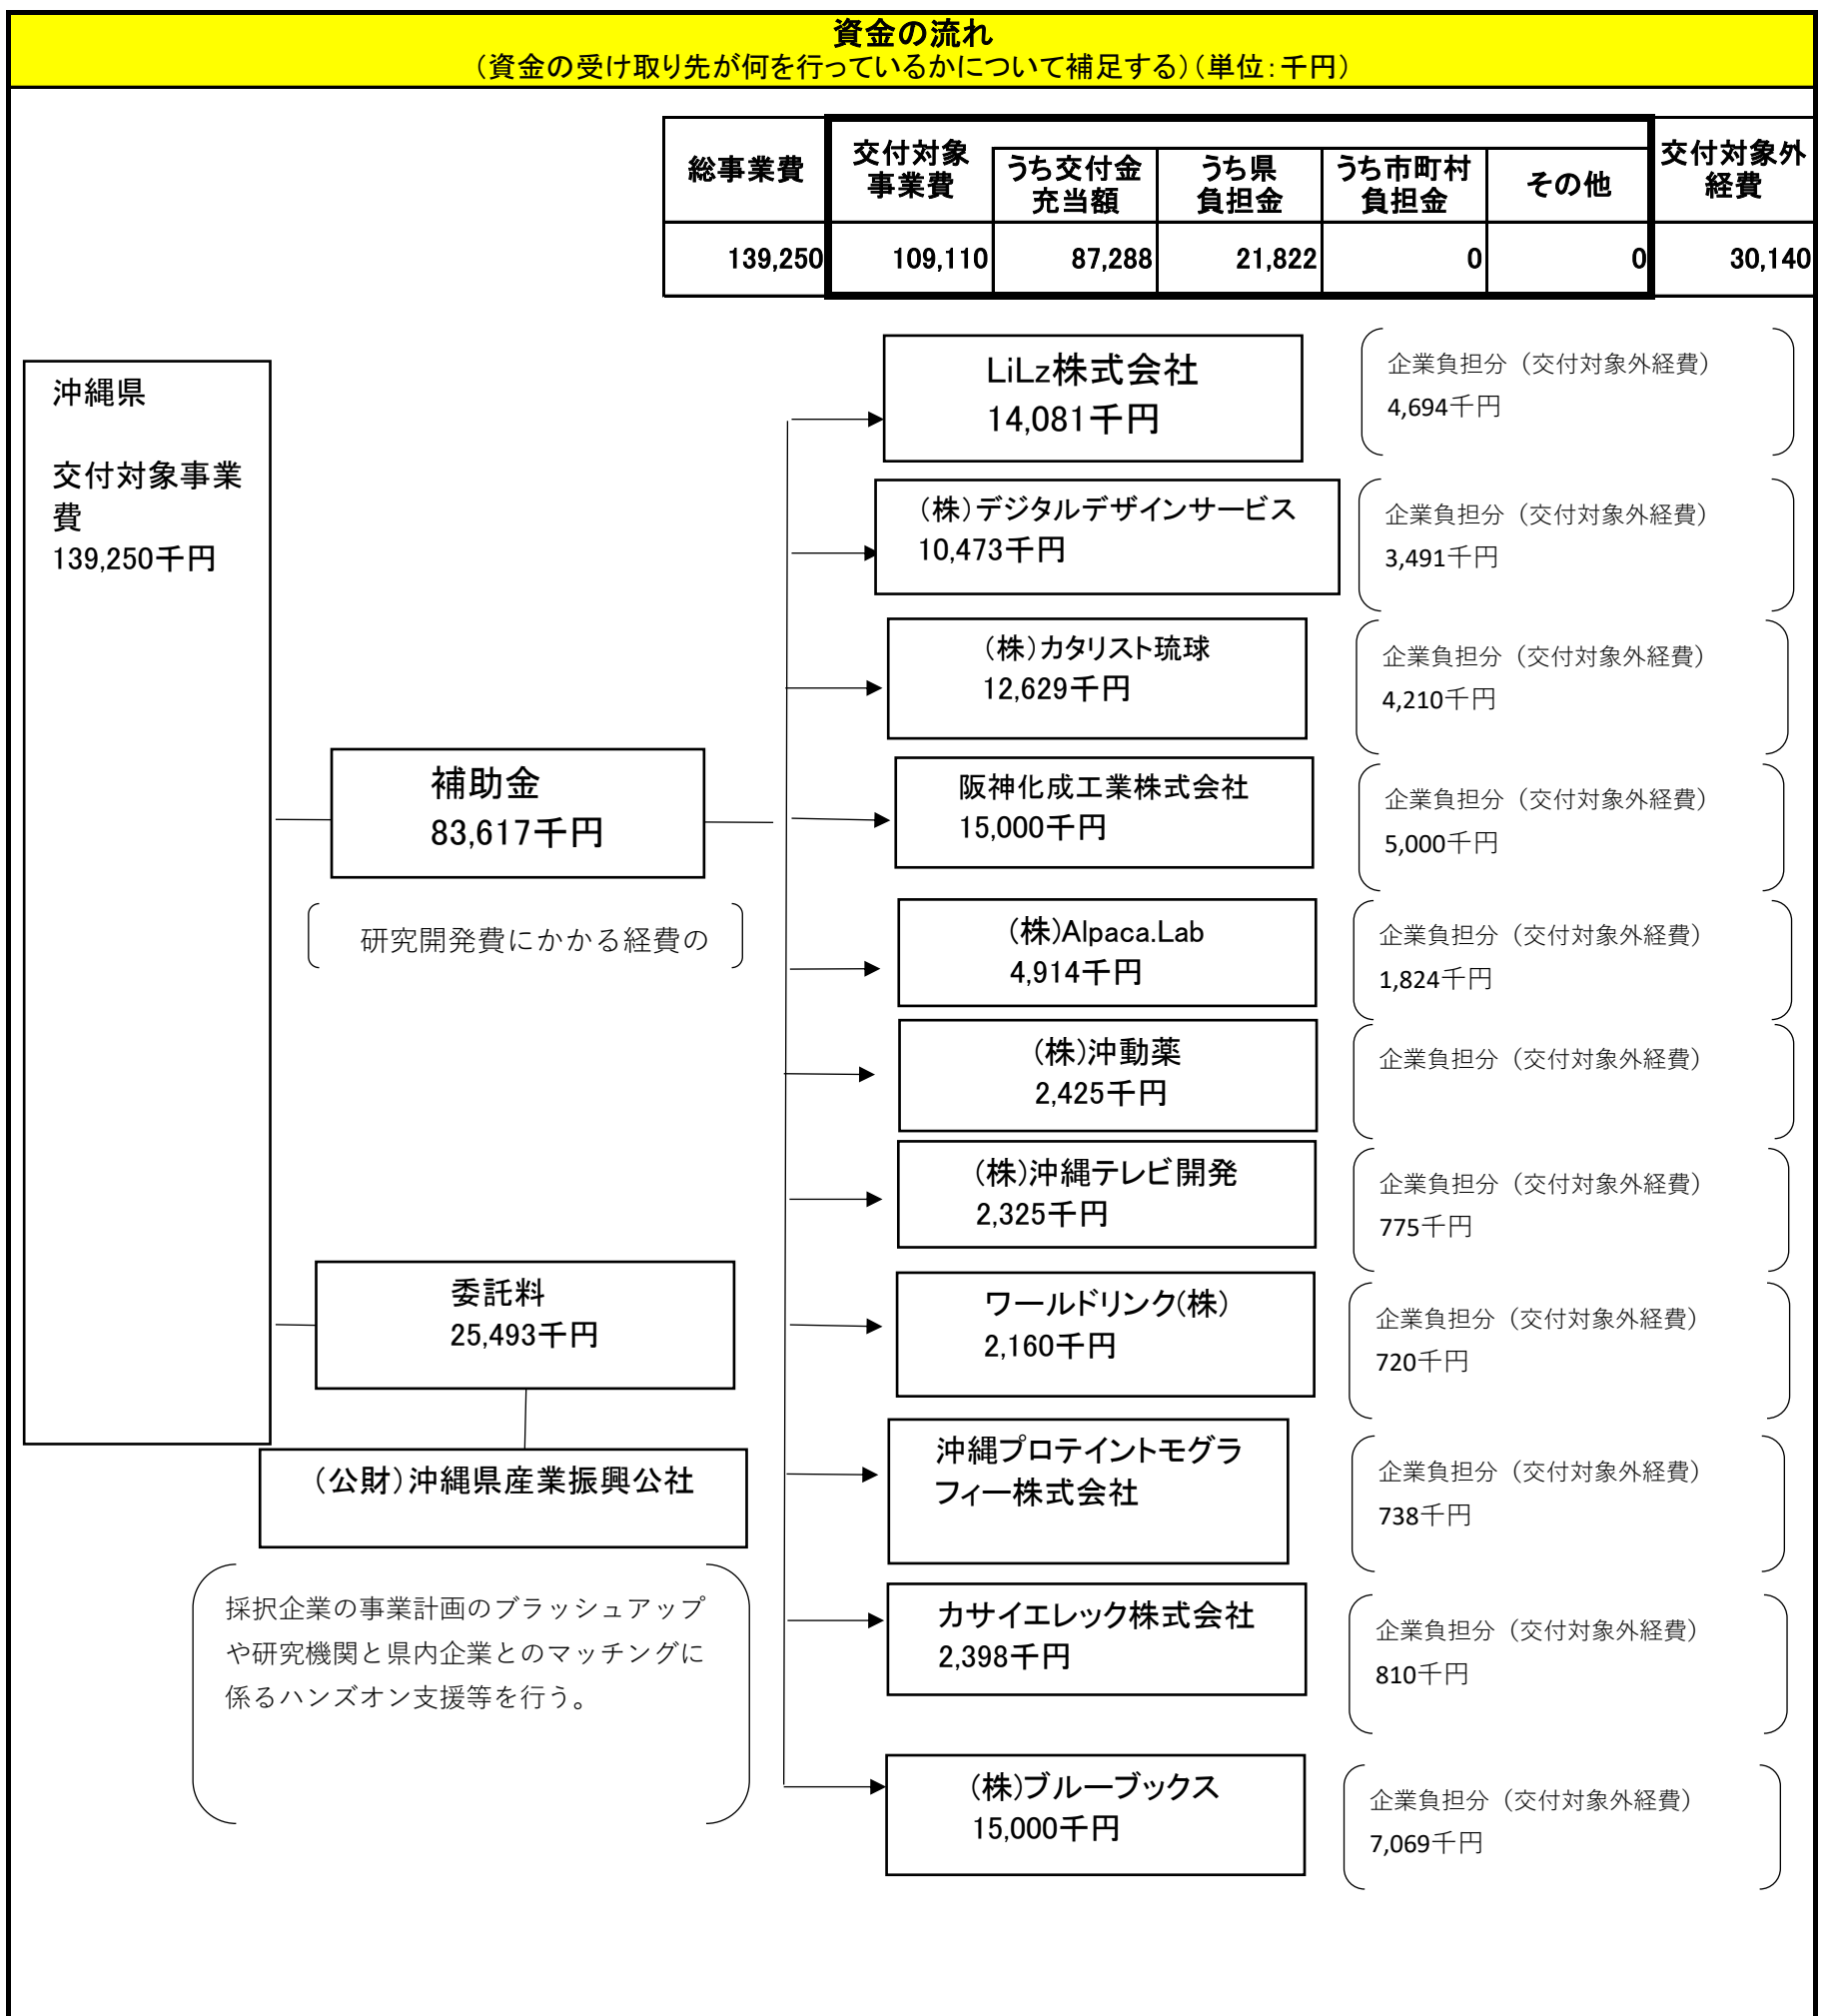 資金の流れ
（資金の受け取り先が何を行っているかについて補足する）（単位：千円）
総事業費
交付対象
事業費
うち交付金
充当額
うち県
負担金
うち市町村
負担金
その他
交付対象外
経費
139,250
109,110
87,288
21,822
0
0
30,140
沖縄県
交付対象事業
費
139,250千円
補助金
83,617千円
研究開発費にかかる経費の
委託料
25,493千円
（公財）沖縄県産業振興公社
採択企業の事業計画のブラッシュアップ
や研究機関と県内企業とのマッチングに
係るハンズオン支援等を行う。
LiLz株式会社
14,081千円
企業負担分（交付対象外経費）
4,694千円
（株）デジタルデザインサービス
10,473千円
企業負担分（交付対象外経費）
3,491千円
（株）カタリスト琉球
12,629千円
企業負担分（交付対象外経費）
4,210千円
阪神化成工業株式会社
15,000千円
企業負担分（交付対象外経費）
5,000千円
(株)Alpaca.Lab
4,914千円
企業負担分（交付対象外経費）
1,824千円
(株)沖動薬
2,425千円
企業負担分（交付対象外経費）
(株)沖縄テレビ開発
2,325千円
企業負担分（交付対象外経費）
775千円
ワールドリンク(株)
2,160千円
企業負担分（交付対象外経費）
720千円
沖縄プロテイントモグラ
フィー株式会社
企業負担分（交付対象外経費）
738千円
カサイエレック株式会社
2,398千円
企業負担分（交付対象外経費）
810千円
(株)ブルーブックス
15,000千円
企業負担分（交付対象外経費）
7,069千円